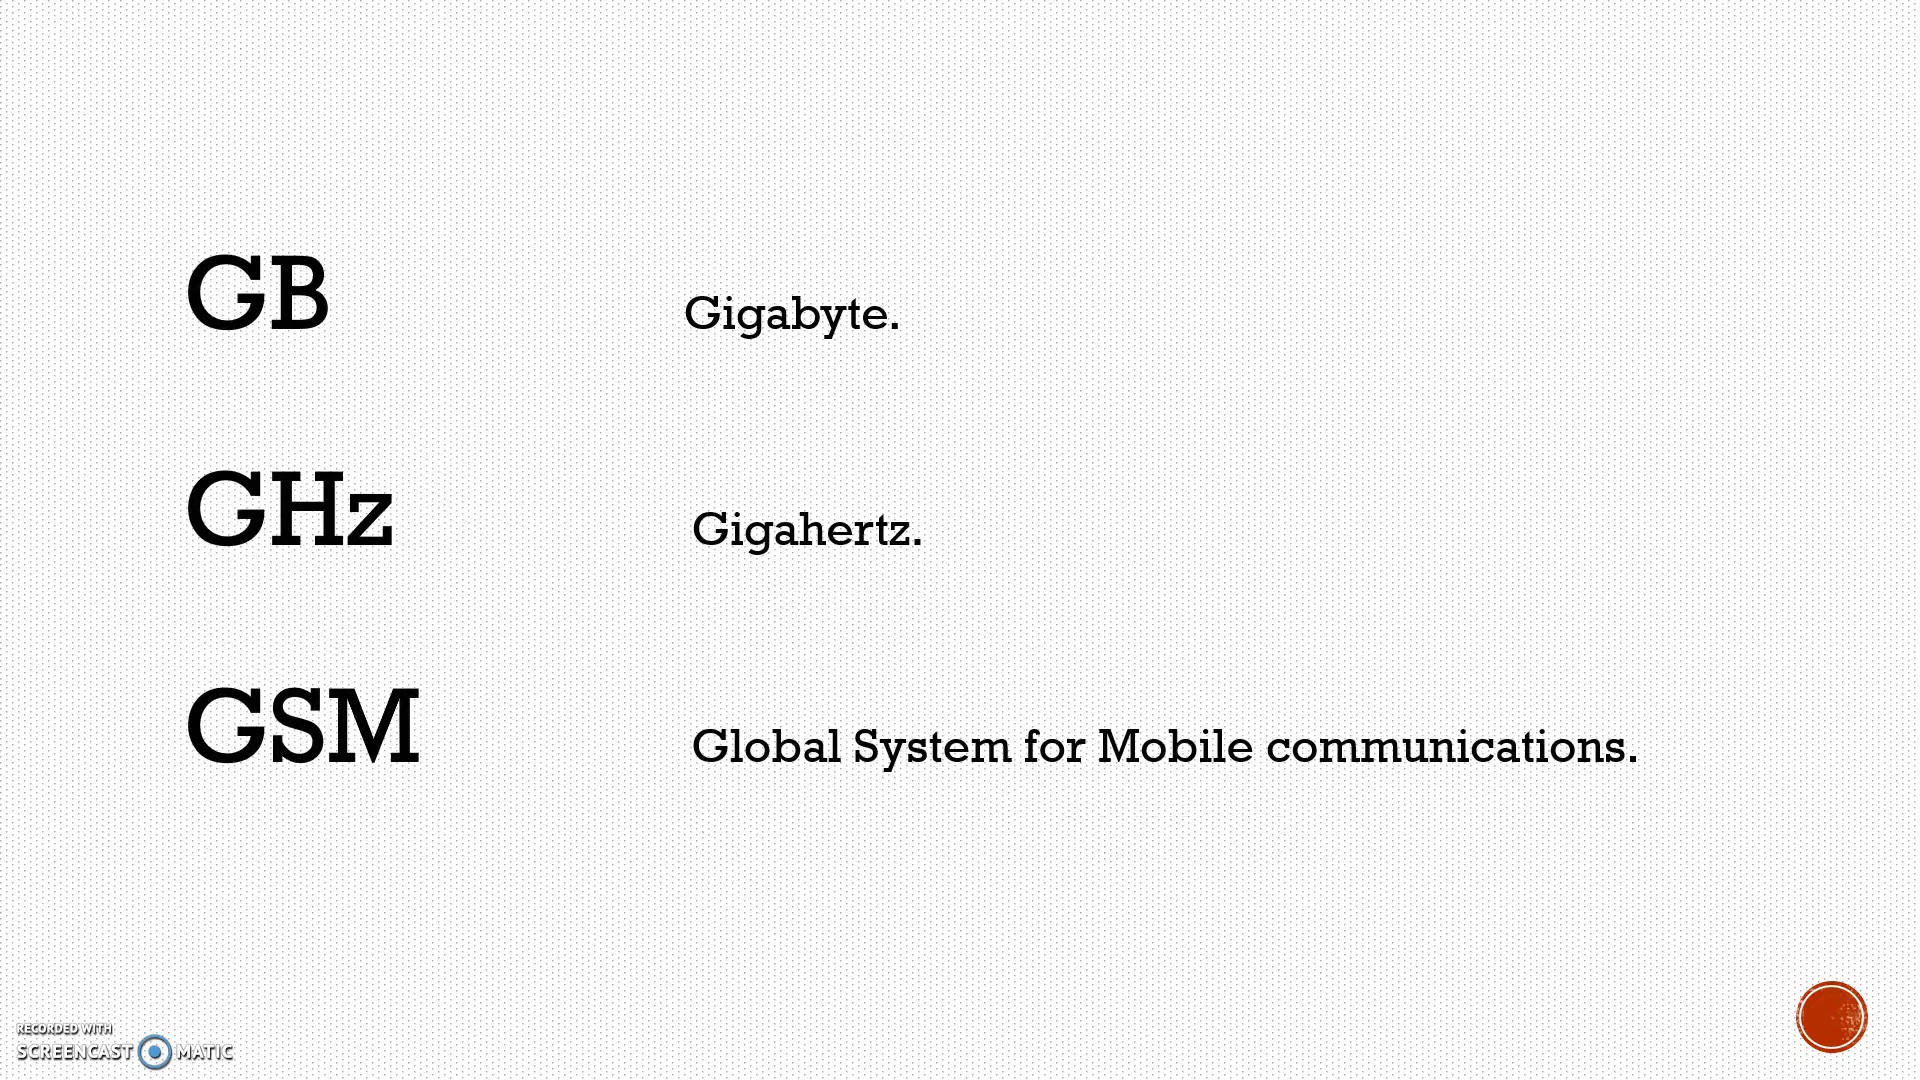 GB Gigabyte.
GHz Gigahertz.
GSM Global System for Mobile communications.
RECORDED WITH
SCREENCAST MATIC